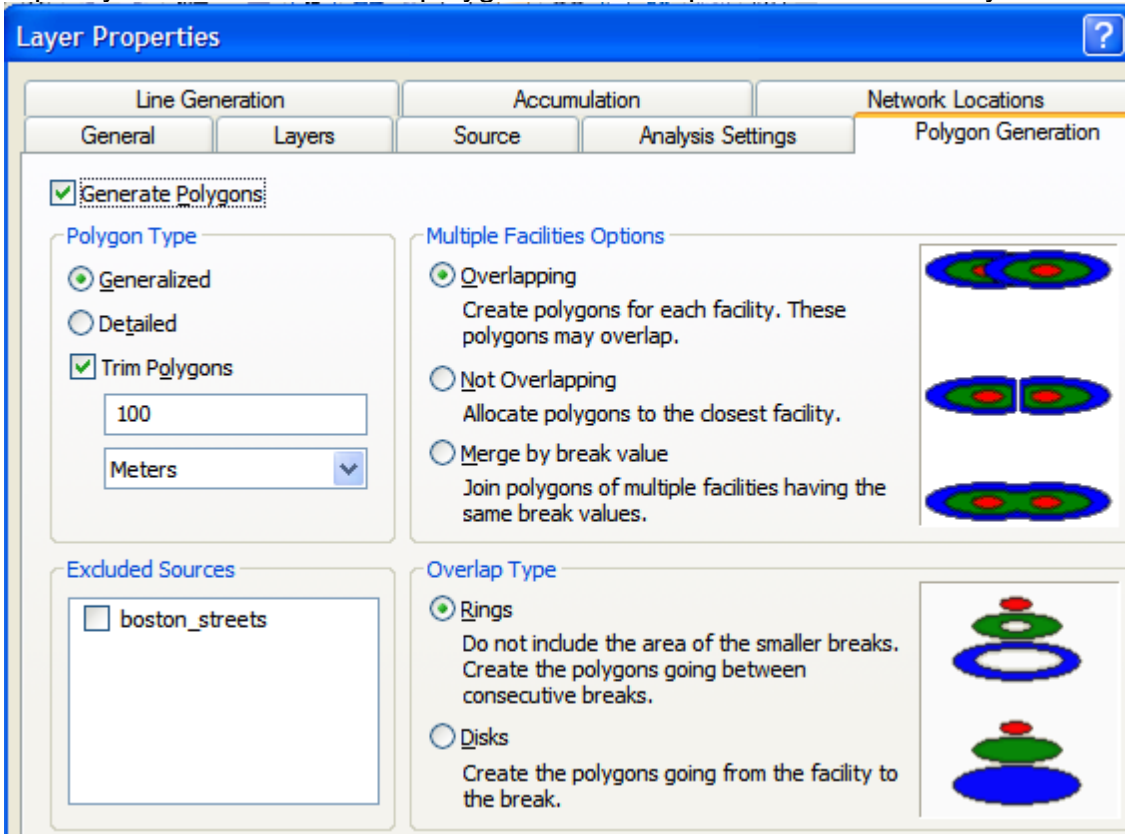 Layer Properties
?
Line Generation Accumulation Network Locations
General Layers Source Analysis Settings Polygon Generation
Generate Polygons
Polygon Type
Generalized
Detailed
Trim Polygons
100
Meters
Multiple Facilities Options
Overlapping
Create polygons for each facility. These
polygons may overlap.
Not Overlapping
Allocate polygons to the closest facility.
Merge by break value
Join polygons of multiple facilities having the
same break values.
Excluded Sources
boston_streets
Overlap Type
Rings
Do not include the area of the smaller breaks.
Create the polygons going between
consecutive breaks.
Disks
Create the polygons going from the facility to
the break.